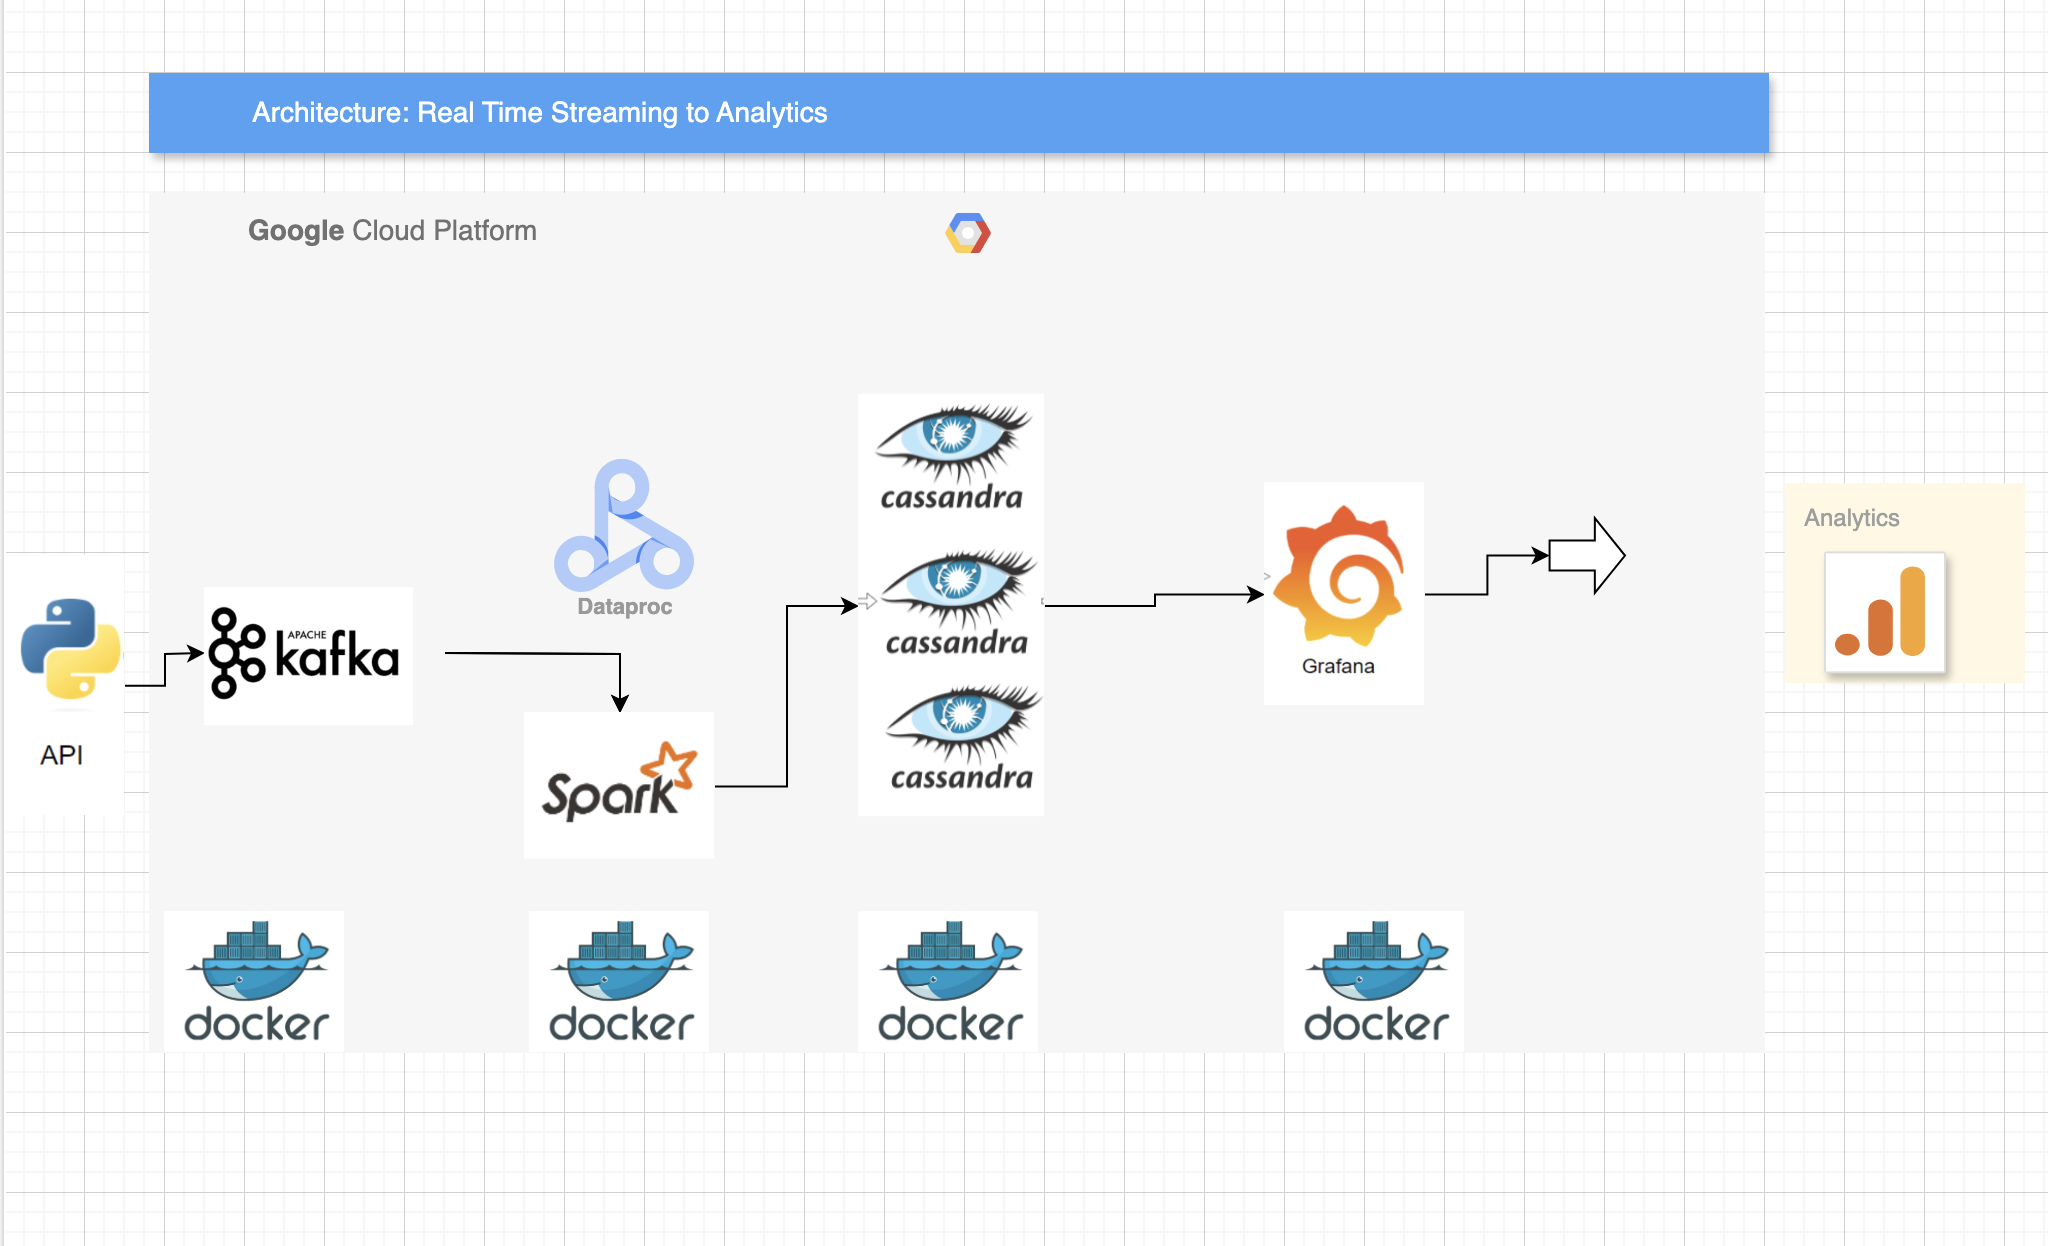 Architecture: Real Time Streaming to Analytics
Google Cloud Platform
API
APACHE
kafka
Dataproc
Spark
cassandra
cassandra
cassandra
Grafana
Analytics
docker
docker
docker
docker